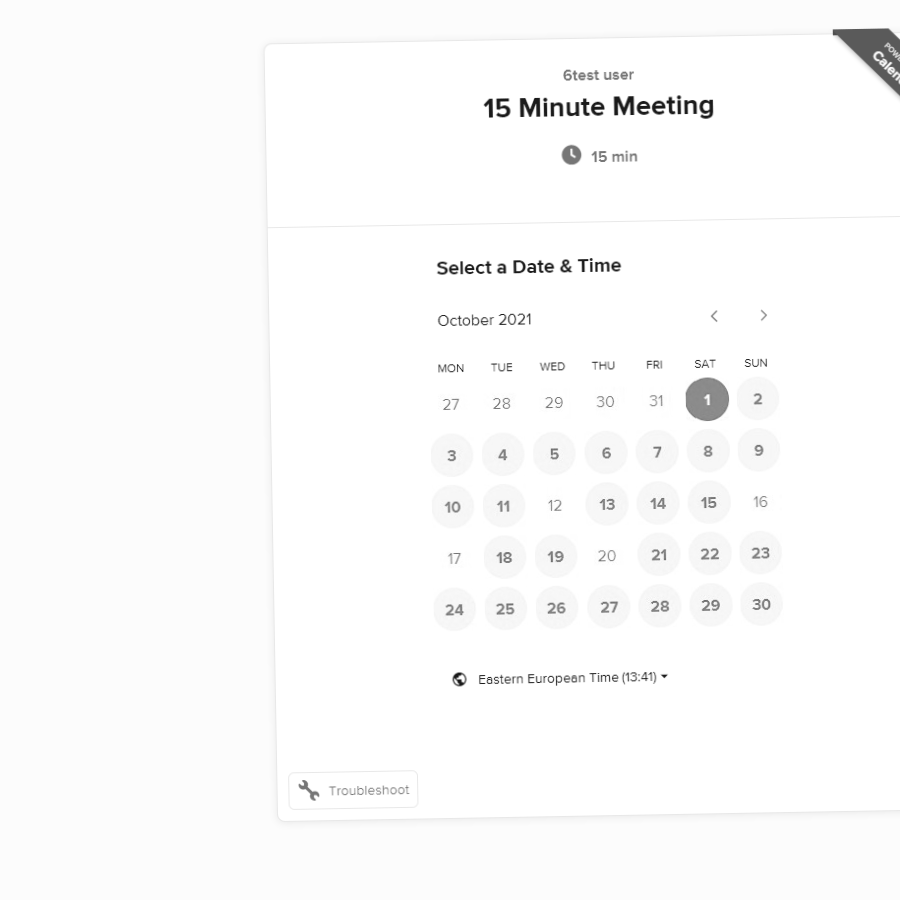 6test user
15 Minute Meeting
15 min
Select a Date & Time
October 2021
MON TUE WED THU FRI SAT SUN
27 28 29 30 31 1 2
3 4 5 6 7 8 9
10 11 12 13 14 15 16
17 18 19 20 21 22 23
24 25 26 27 28 29 30
Eastern European Time (13:41)
Troubleshoot